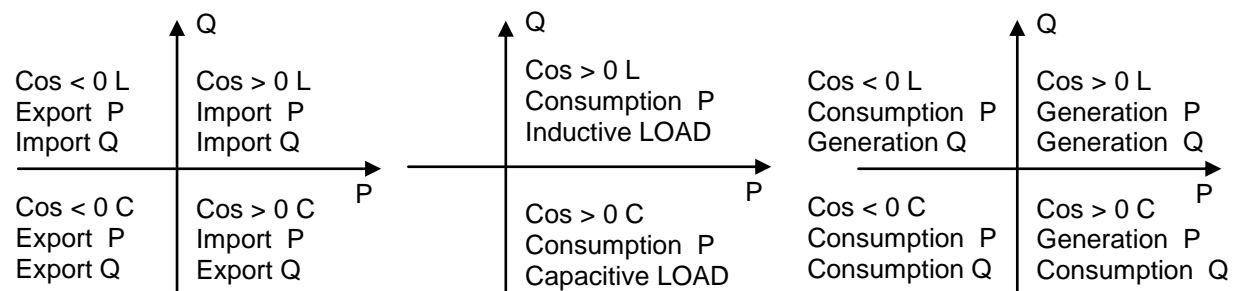 Q
Cos < 0 L
Export P
Import Q
Cos > 0 L
Import P
Import Q
P
Cos < 0 C
Export P
Export Q
Cos > 0 C
Import P
Export Q
Q
Cos > 0 L
Consumption P
Inductive LOAD
P
Cos > 0 C
Consumption P
Capacitive LOAD
Q
Cos < 0 L
Consumption P
Generation Q
Cos > 0 L
Generation P
Generation Q
P
Cos < 0 C
Consumption P
Consumption Q
Cos > 0 C
Generation P
Consumption Q